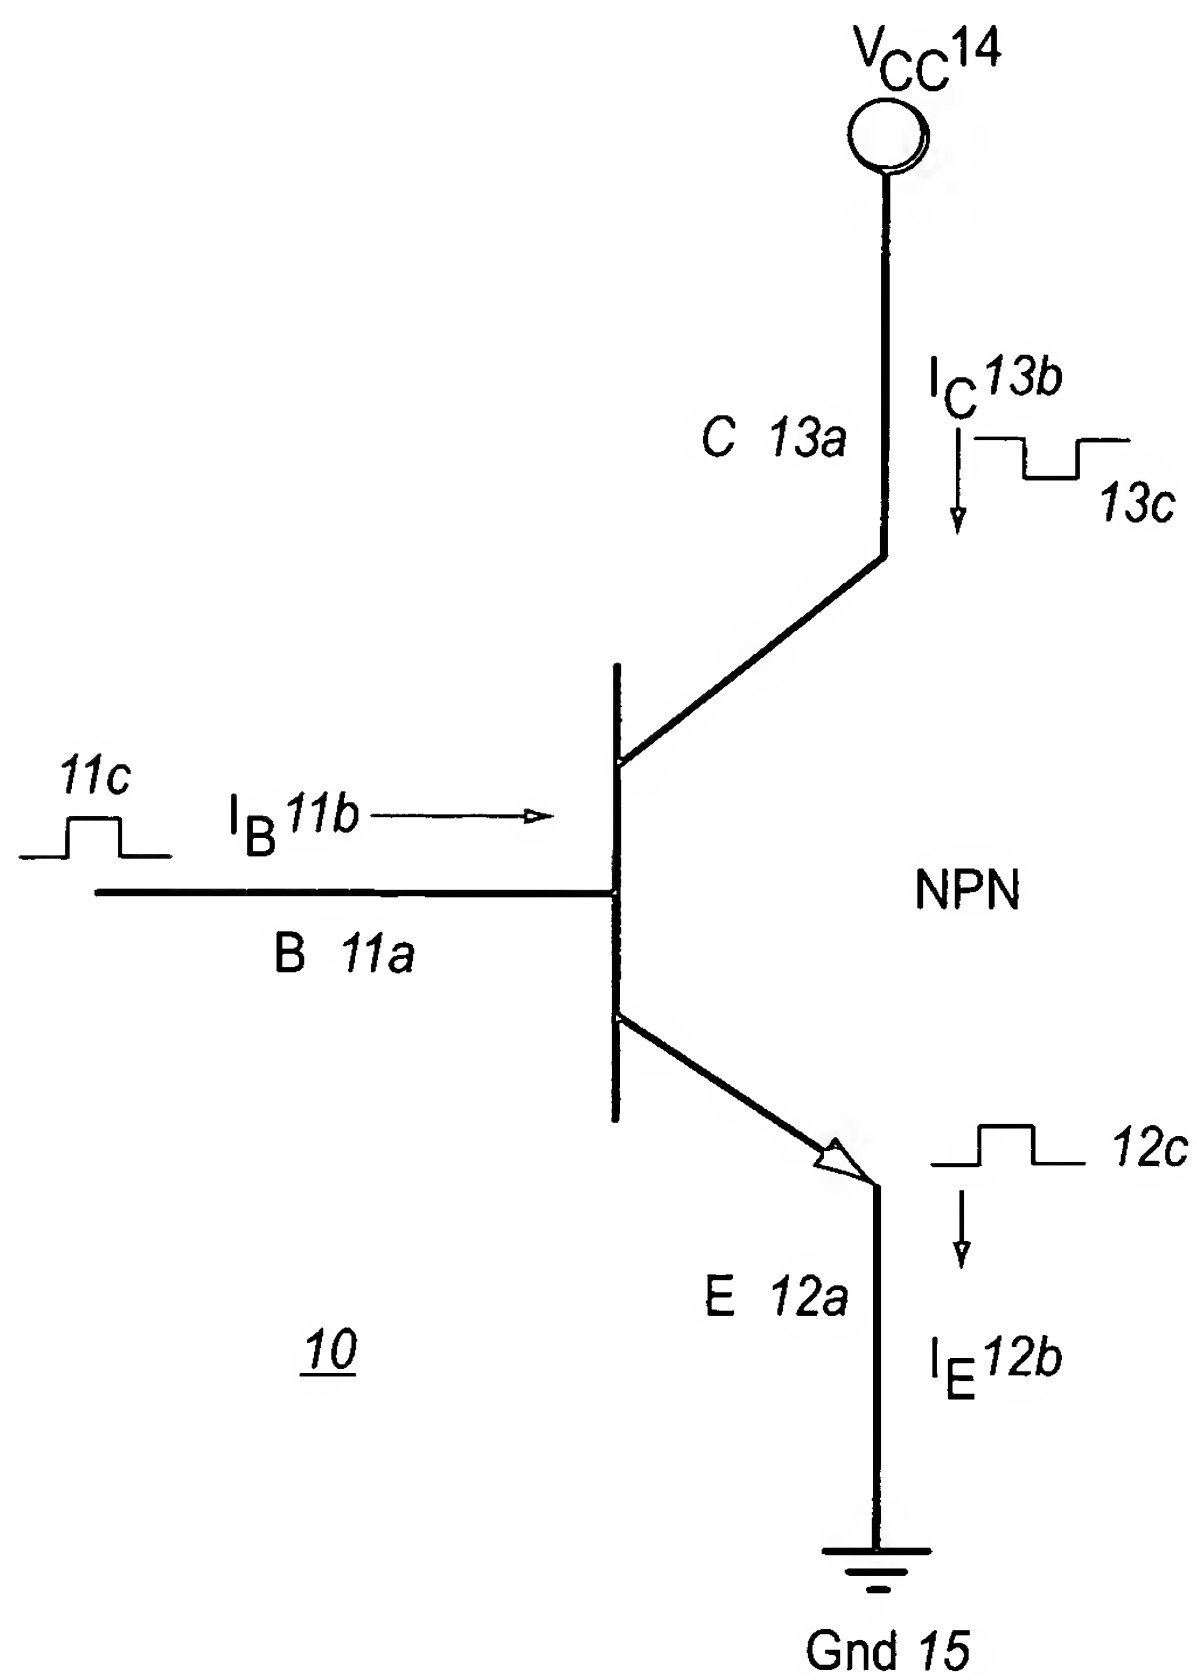 VCC14
IC13b
C 13a
13c
11c
IB11b
NPN
B 11a
12c
E 12a
10
IE12b
Gnd 15